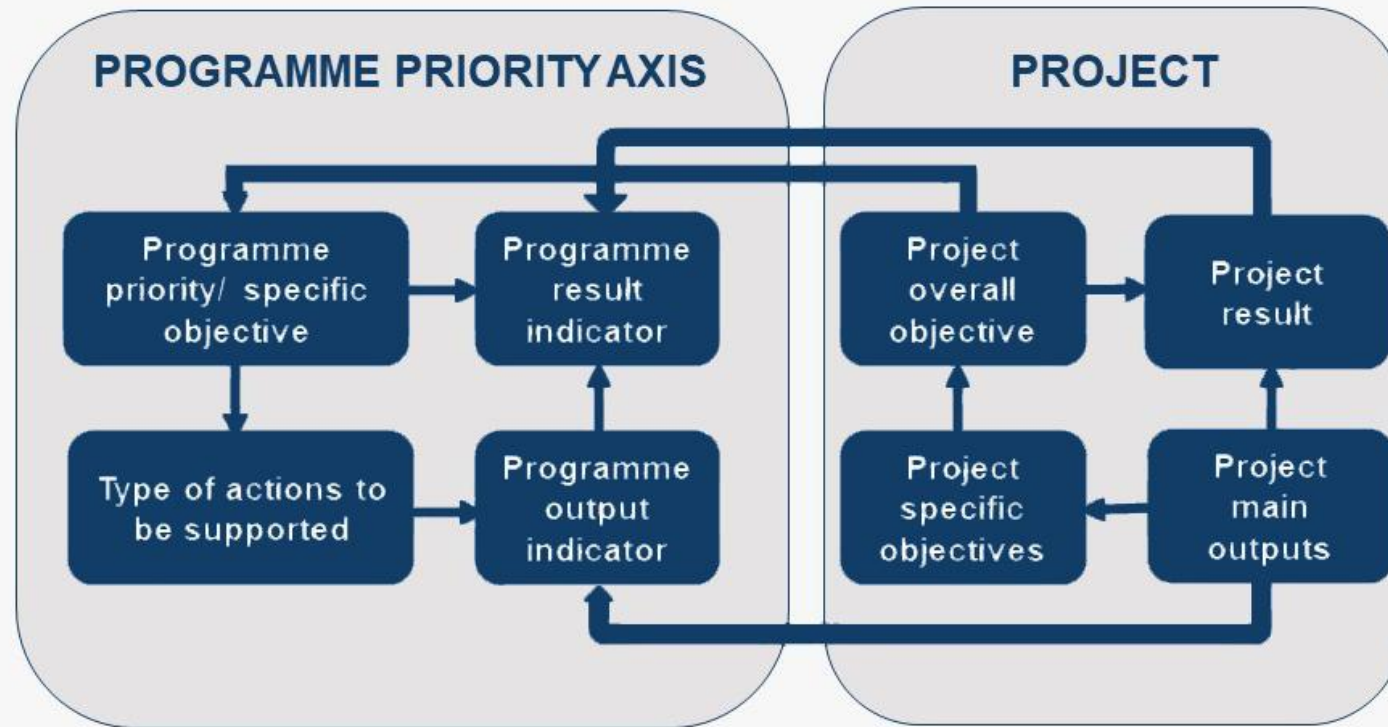 PROGRAMME PRIORITY AXIS
PROJECT
Programme
priority/ specific
objective
Programme
result
indicator
Project
overall
objective
Project
result
Type of actions to
be supported
Programme
output
indicator
Project
specific
objectives
Project
main
outputs